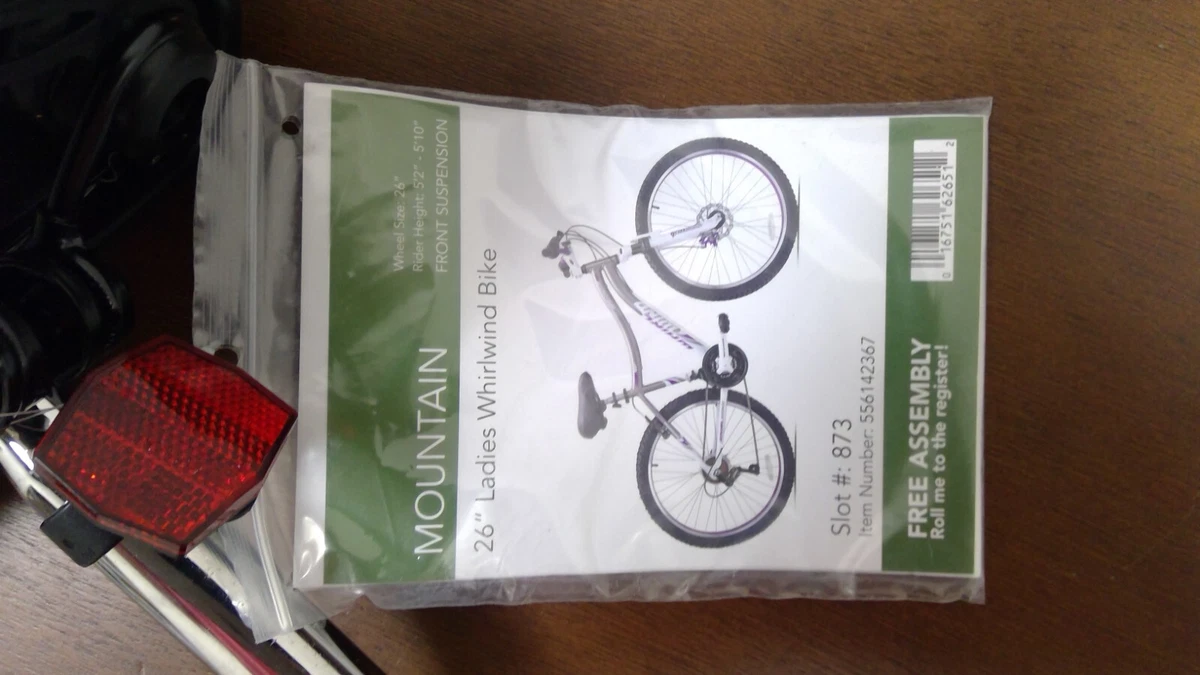 MOUNTAIN
Wheel Size: 26"
Rider Height: 5'2" - 5'10"
FRONT SUSPENSION
26" Ladies Whirlwind Bike
Slot #: 873
Item Number: 556142367
FREE ASSEMBLY
Roll me to the register!
0 16751 62651 2